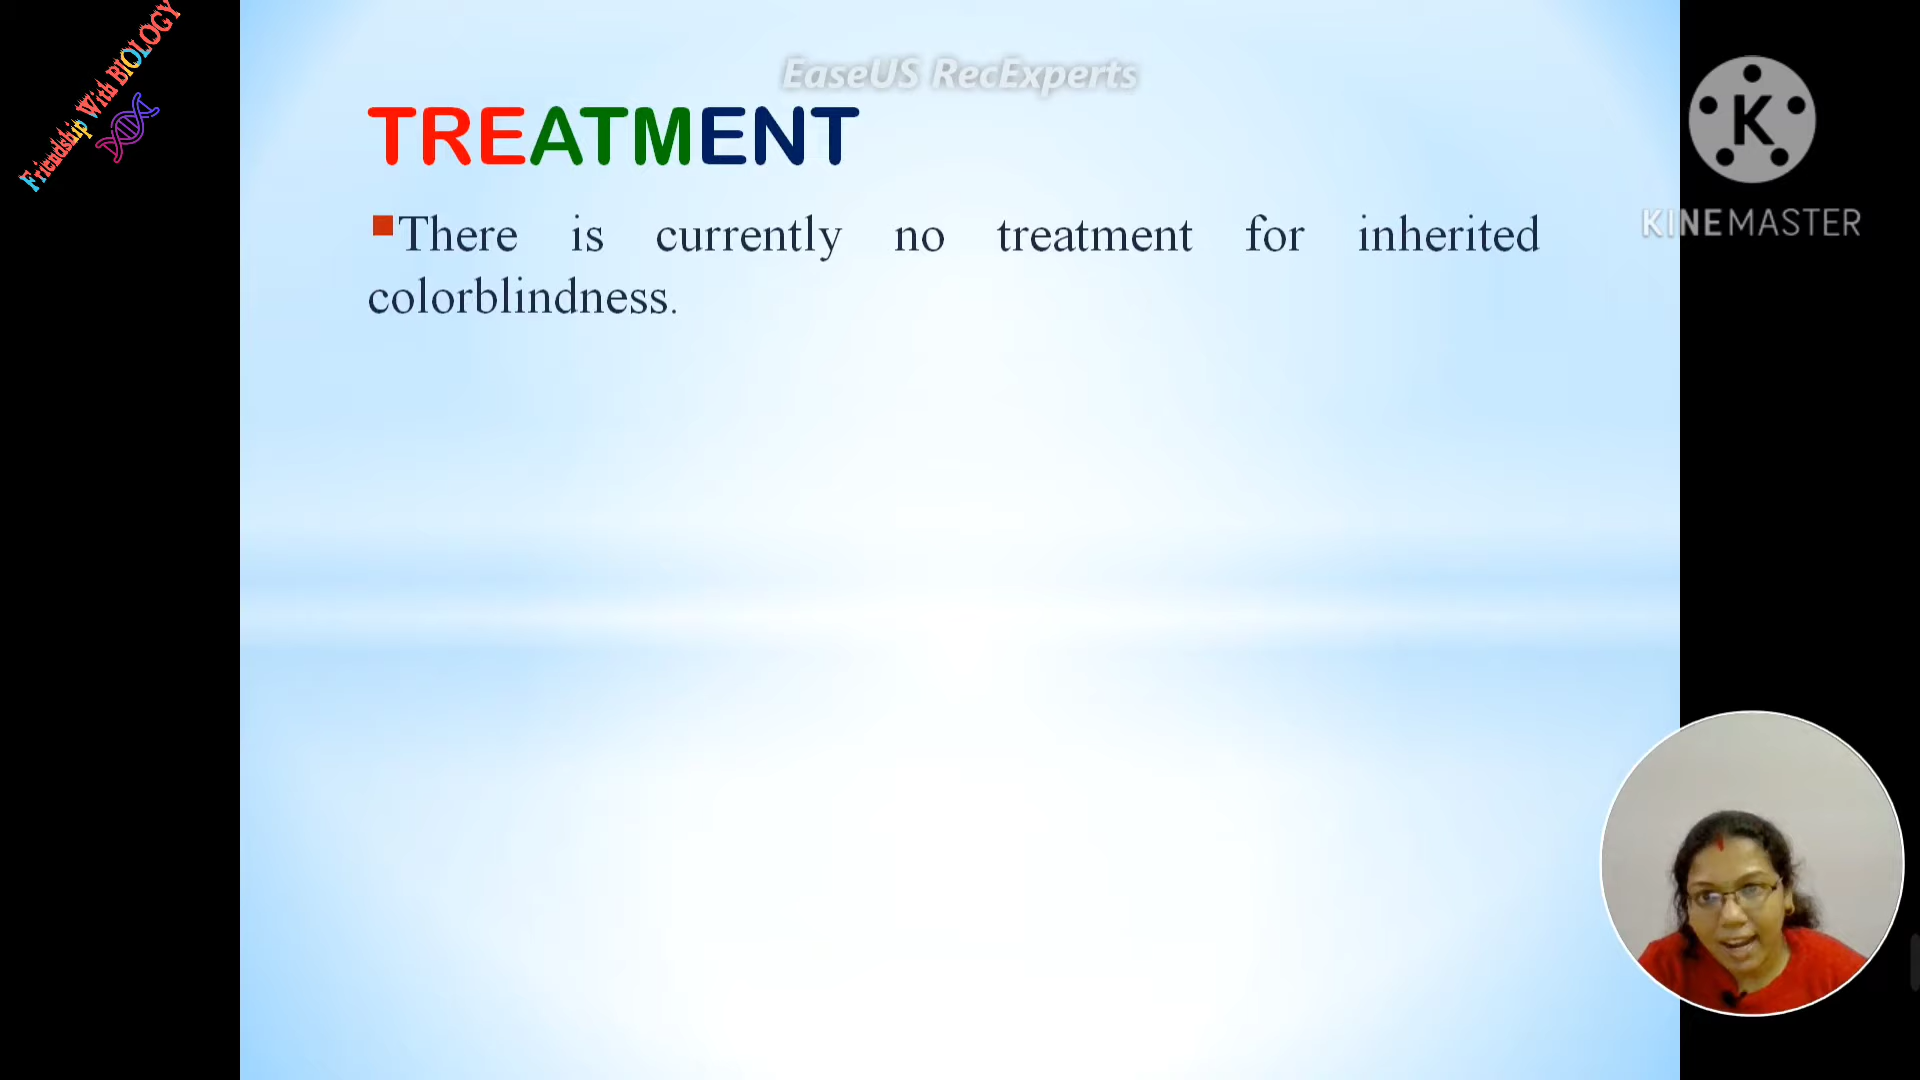 Friendship With BIOLOGY
EaseUS RecExperts
K
KINEMASTER
TREATMENT
There is currently no treatment for inherited
colorblindness.